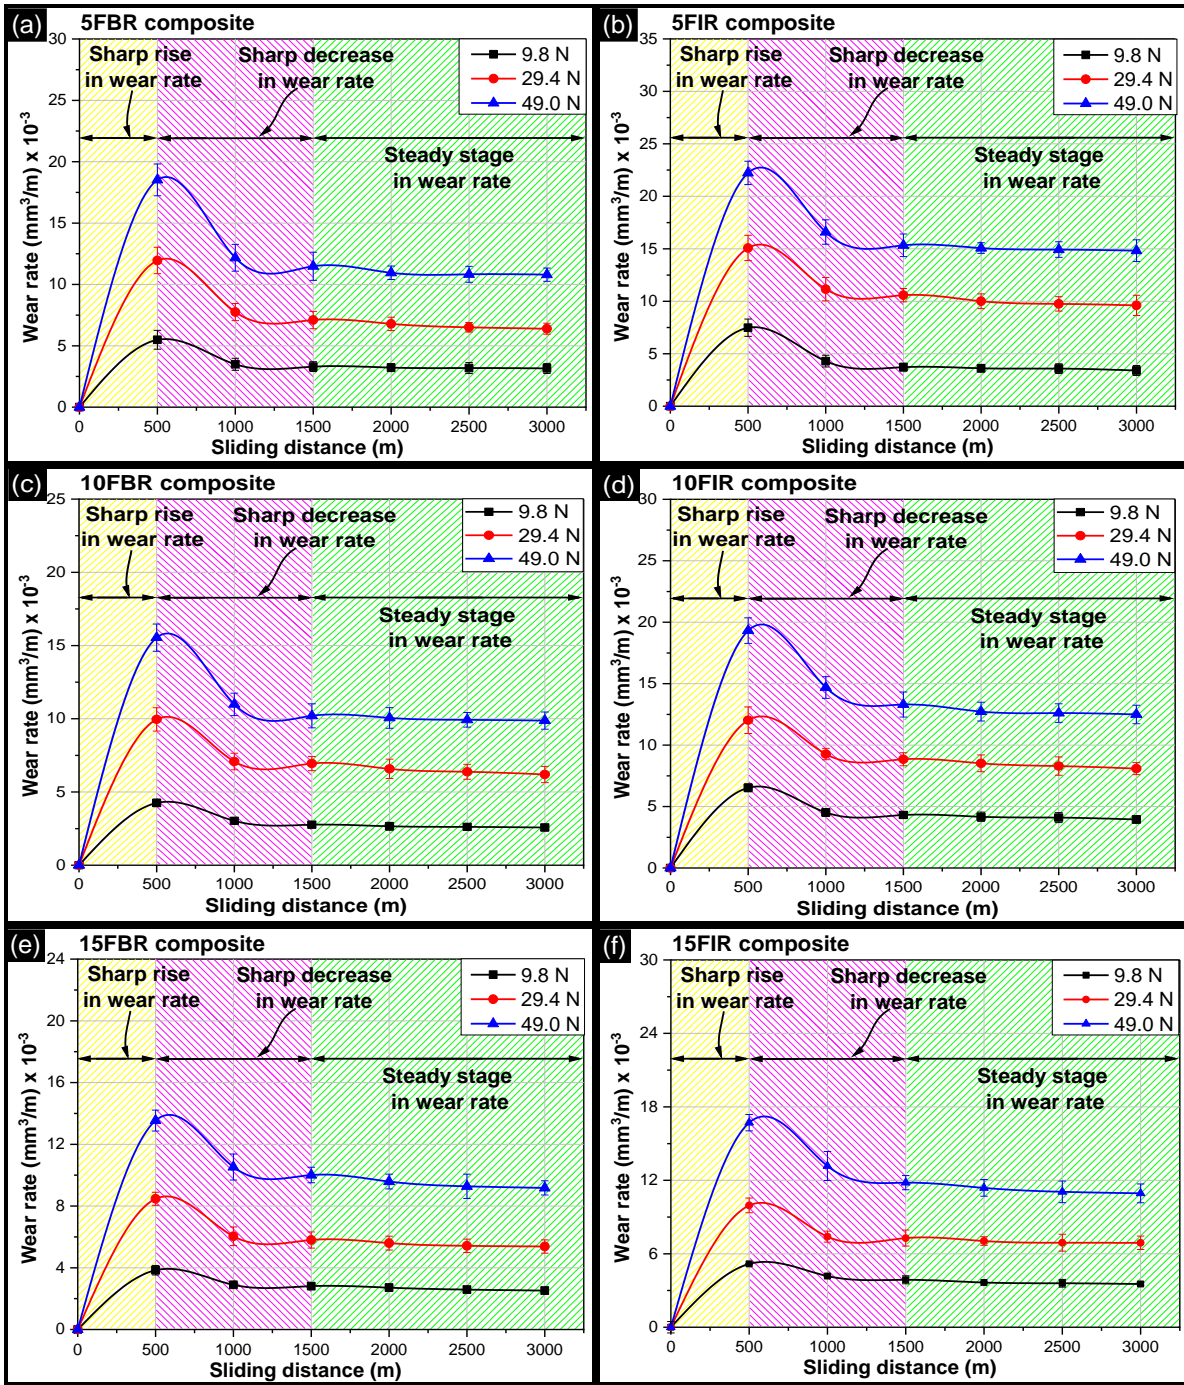 (a)
5FBR composite
30
25
20
15
10
5
0
Wear rate (mm³/m) x 10⁻³
Sharp rise
in wear rate
Sharp decrease
in wear rate
9.8 N
29.4 N
49.0 N
Steady stage
in wear rate
0 500 1000 1500 2000 2500 3000
Sliding distance (m)
(b)
5FIR composite
35
30
25
20
15
10
5
0
Wear rate (mm³/m) x 10⁻³
Sharp rise
in wear rate
Sharp decrease
in wear rate
9.8 N
29.4 N
49.0 N
Steady stage
in wear rate
0 500 1000 1500 2000 2500 3000
Sliding distance (m)
(c)
10FBR composite
25
20
15
10
5
0
Wear rate (mm³/m) x 10⁻³
Sharp rise
in wear rate
Sharp decrease
in wear rate
9.8 N
29.4 N
49.0 N
Steady stage
in wear rate
0 500 1000 1500 2000 2500 3000
Sliding distance (m)
(d)
10FIR composite
30
25
20
15
10
5
0
Wear rate (mm³/m) x 10⁻³
Sharp rise
in wear rate
Sharp decrease
in wear rate
9.8 N
29.4 N
49.0 N
Steady stage
in wear rate
0 500 1000 1500 2000 2500 3000
Sliding distance (m)
(e)
15FBR composite
24
20
16
12
8
4
0
Wear rate (mm³/m) x 10⁻³
Sharp rise
in wear rate
Sharp decrease
in wear rate
9.8 N
29.4 N
49.0 N
Steady stage
in wear rate
0 500 1000 1500 2000 2500 3000
Sliding distance (m)
(f)
15FIR composite
30
24
18
12
6
0
Wear rate (mm³/m) x 10⁻³
Sharp rise
in wear rate
Sharp decrease
in wear rate
9.8 N
29.4 N
49.0 N
Steady stage
in wear rate
0 500 1000 1500 2000 2500 3000
Sliding distance (m)